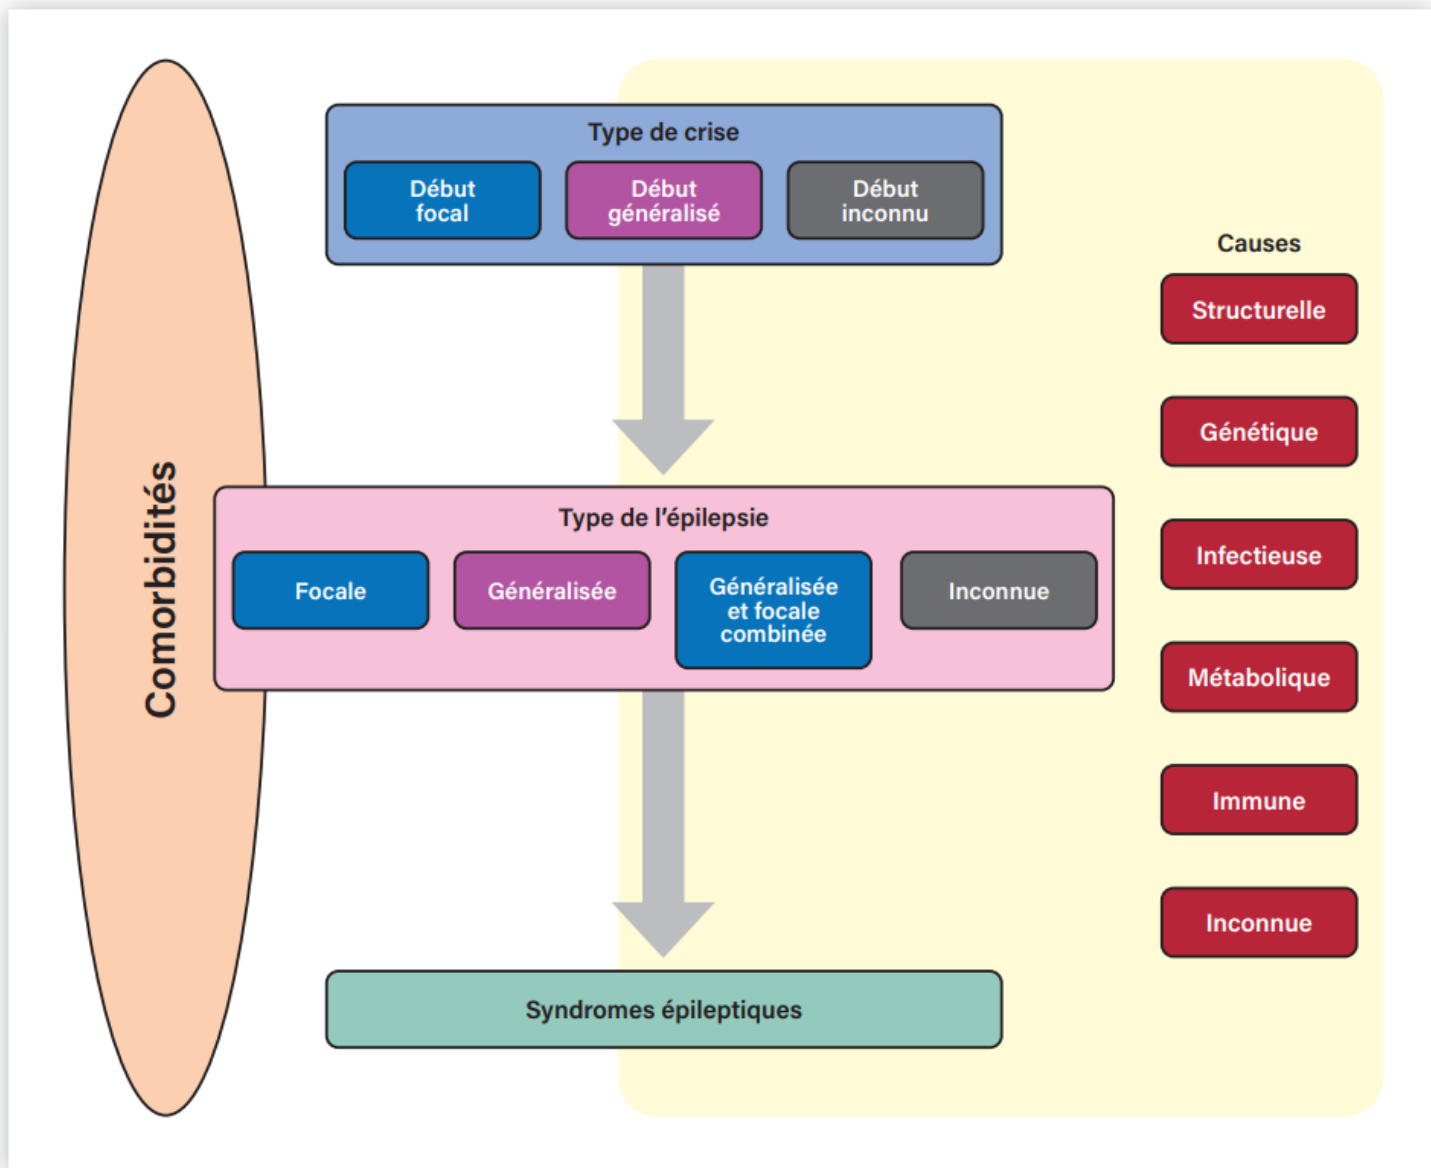 Comorbidités
Type de crise
Début
focal
Début
généralisé
Début
inconnu
Type de l'épilepsie
Focale
Généralisée
Généralisée
et focale
combinée
Inconnue
Syndromes épileptiques
Causes
Structurelle
Génétique
Infectieuse
Métabolique
Immune
Inconnue